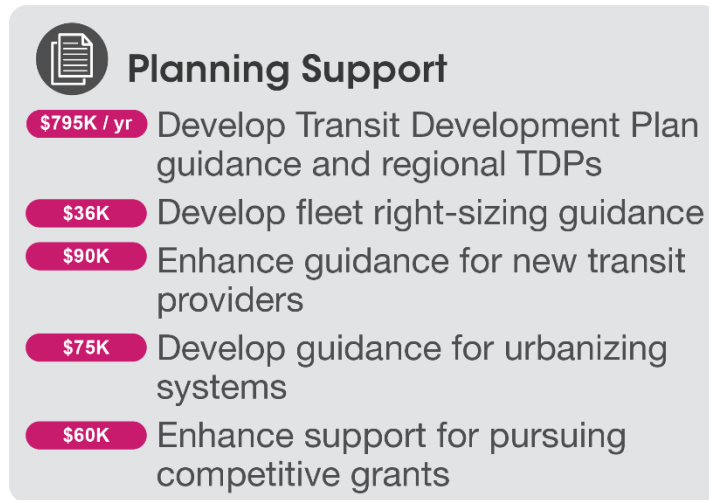 Planning Support
$795K / yr Develop Transit Development Plan
guidance and regional TDPs
$36K Develop fleet right-sizing guidance
$90K Enhance guidance for new transit
providers
$75K Develop guidance for urbanizing
systems
$60K Enhance support for pursuing
competitive grants